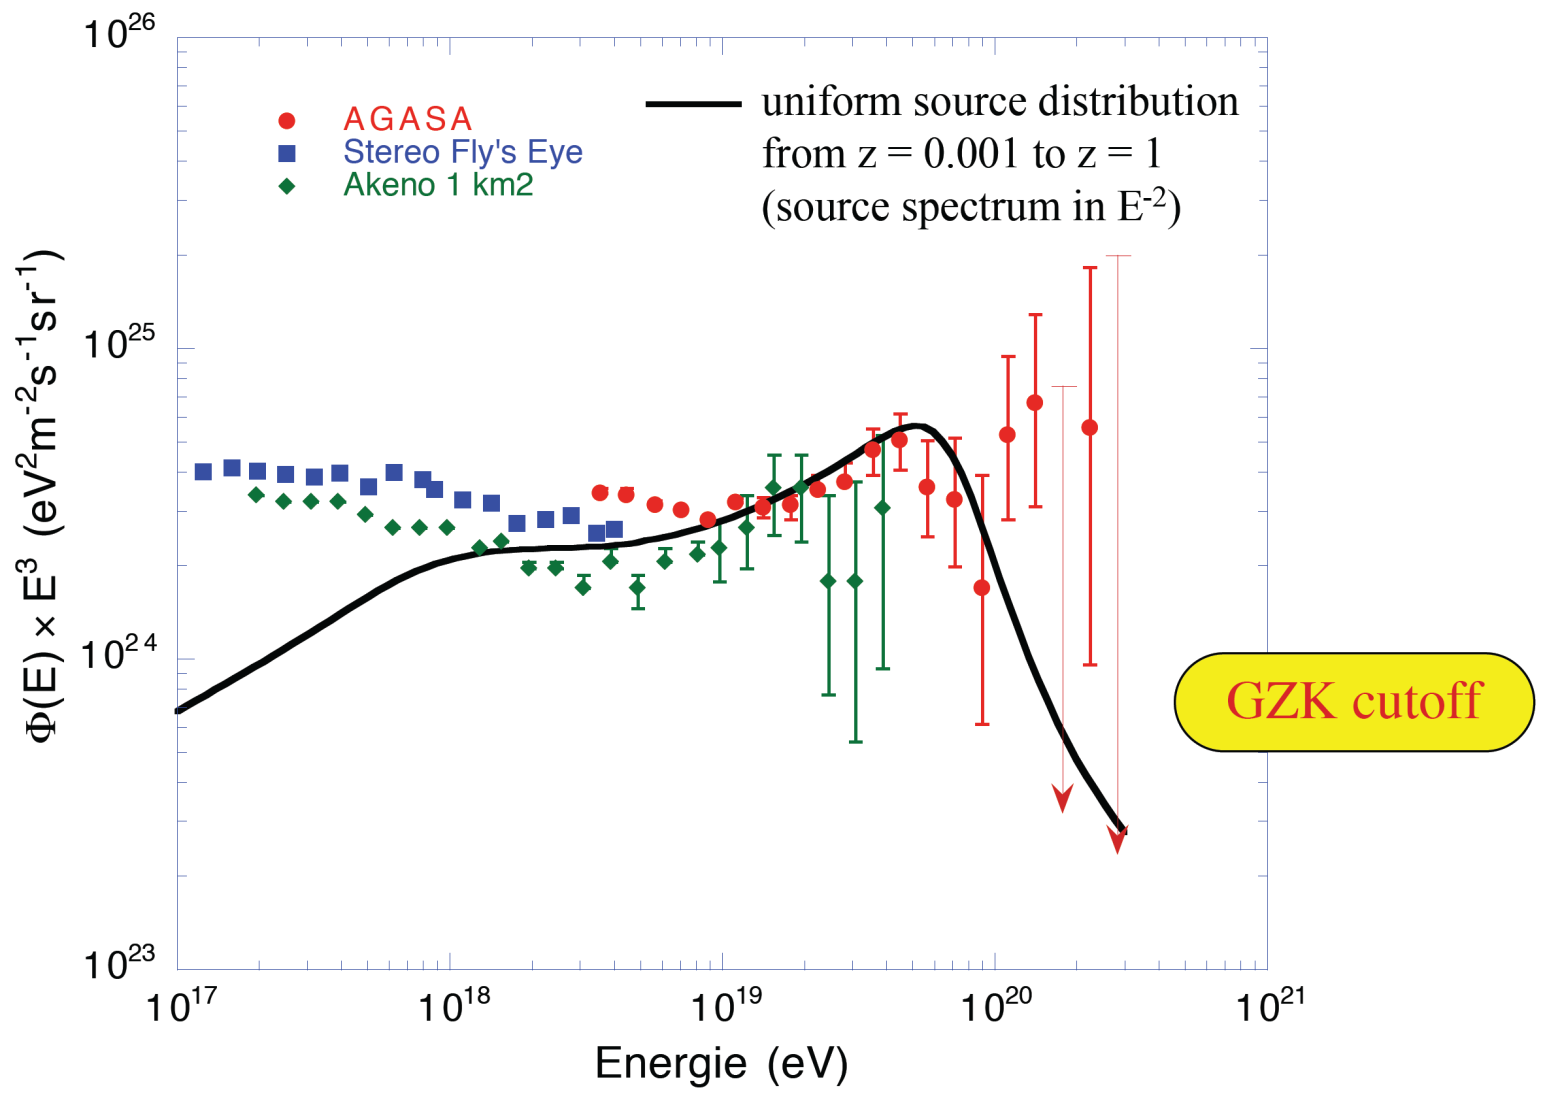 10^26
AGASA
Stereo Fly's Eye
Akeno 1 km2
uniform source distribution
from z = 0.001 to z = 1
(source spectrum in E^-2)
10^25
Φ(E) × E^3 (eV^2m^-2s^-1sr^-1)
10^24
GZK cutoff
10^23
10^17 10^18 10^19 10^20 10^21
Energie (eV)